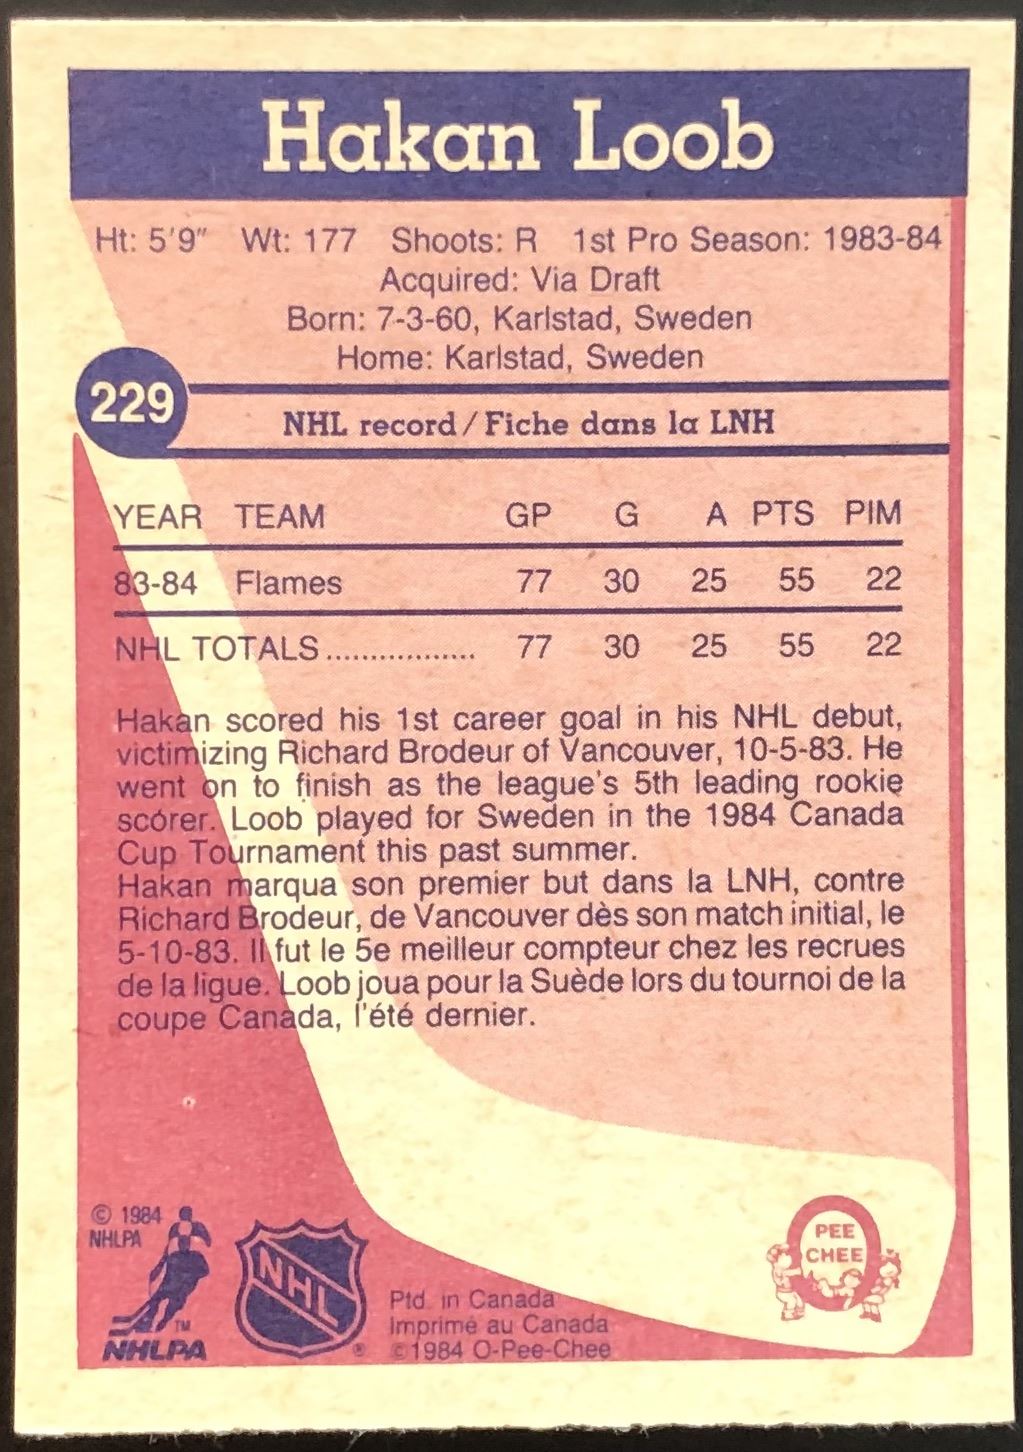 Hakan Loob
Ht: 5'9" Wt: 177 Shoots: R 1st Pro Season: 1983-84
Acquired: Via Draft
Born: 7-3-60, Karlstad, Sweden
Home: Karlstad, Sweden
229
NHL record / Fiche dans la LNH
YEAR TEAM GP G A PTS PIM
83-84 Flames 77 30 25 55 22
NHL TOTALS ................. 77 30 25 55 22
Hakan scored his 1st career goal in his NHL debut,
victimizing Richard Brodeur of Vancouver, 10-5-83. He
went on to finish as the league's 5th leading rookie
scorer. Loob played for Sweden in the 1984 Canada
Cup Tournament this past summer.
Hakan marqua son premier but dans la LNH, contre
Richard Brodeur, de Vancouver dès son match initial, le
5-10-83. Il fut le 5e meilleur compteur chez les recrues
de la ligue. Loob joua pour la Suède lors du tournoi de la
coupe Canada, l'été dernier.
© 1984
NHLPA
TM
NHLPA
NHL
®
Ptd. in Canada
Imprimé au Canada
© 1984 O-Pee-Chee
PEE
CHEE